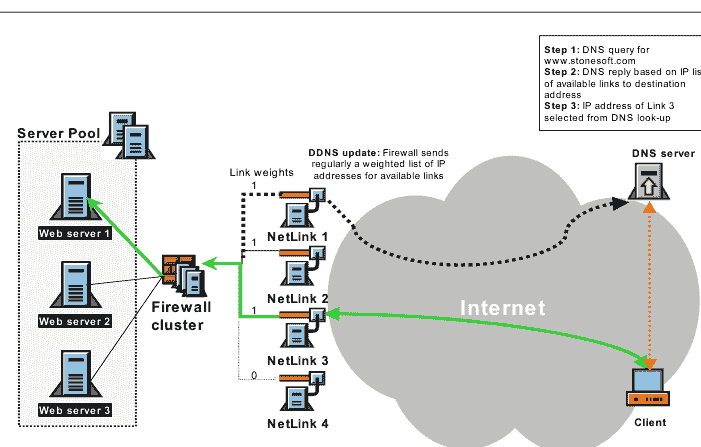 Step 1: DNS query for
www.stonesoft.com
Step 2: DNS reply based on IP
of available links to destination
address
Step 3: IP address of Link 3
selected from DNS look-up
Server Pool
DDNS update: Firewall sends
regularly a weighted list of IP
addresses for available links
DNS server
Link weights
1
Web server 1
NetLink 1
1
NetLink 2
Internet
Firewall
cluster
1
Web server 2
NetLink 3
0
Web server 3
NetLink 4
Client